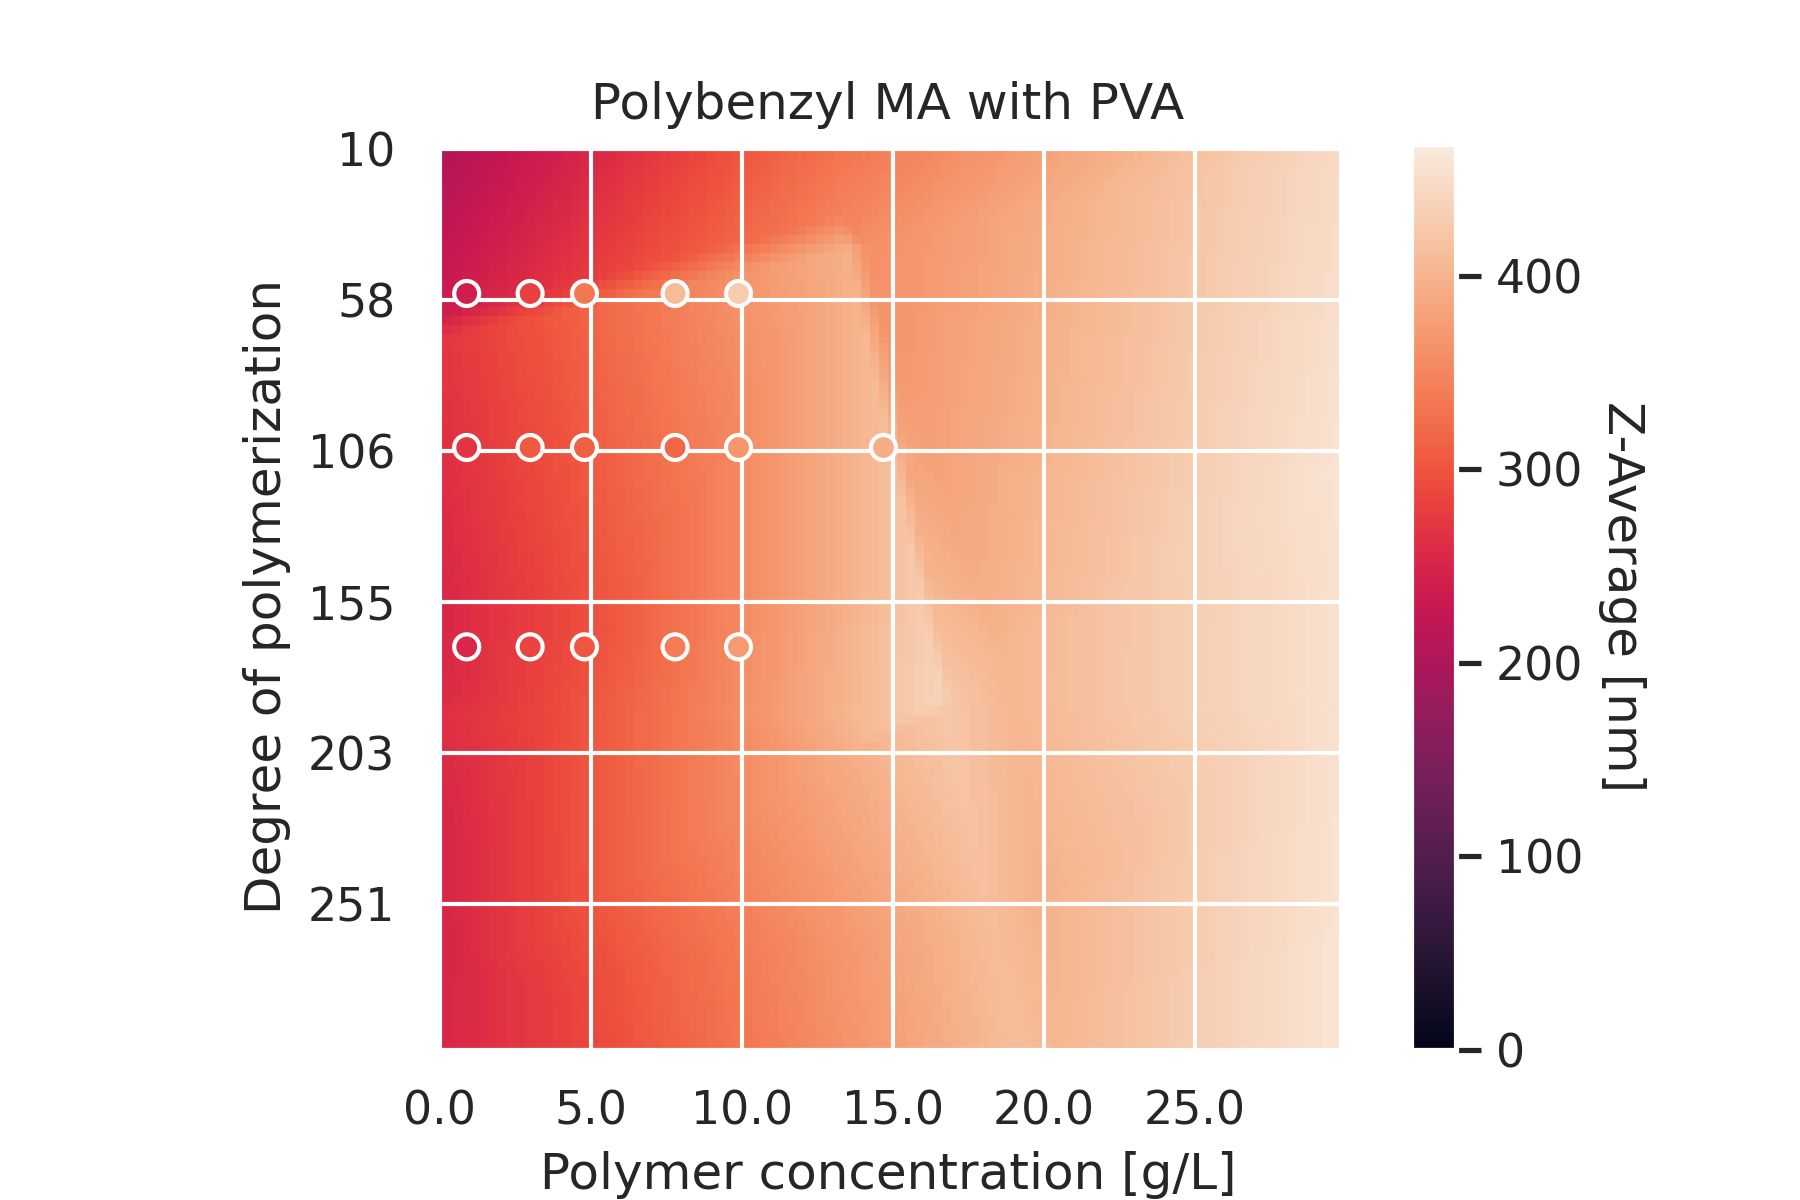 Polybenzyl MA with PVA
Degree of polymerization
10
58
106
155
203
251
0.0 5.0 10.0 15.0 20.0 25.0
Polymer concentration [g/L]
400
300
200
100
0
Z-Average [nm]